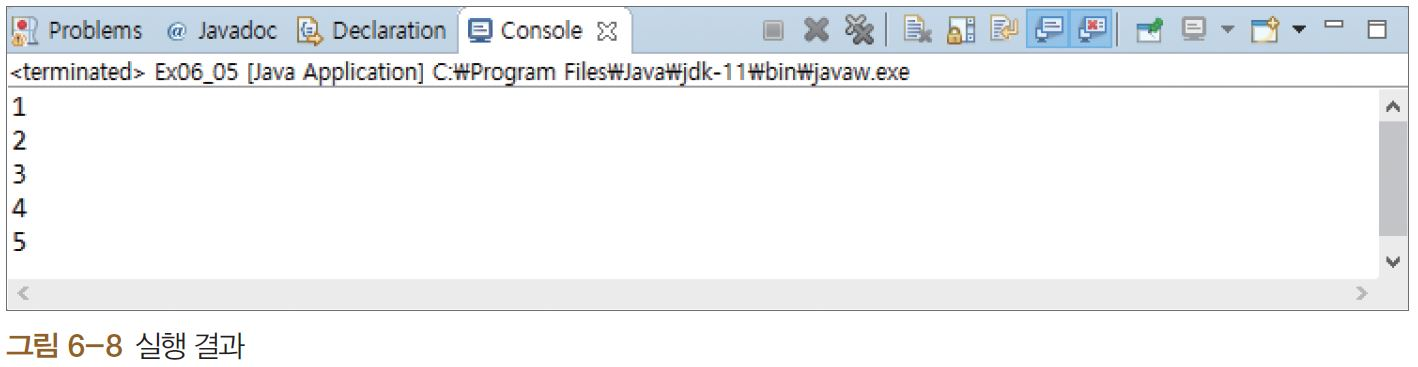 Problems @ Javadoc Declaration Console
<terminated> Ex06_05 [Java Application] C:₩Program Files₩Java₩jdk-11₩bin₩javaw.exe
1
2
3
4
5
그림 6-8 실행 결과